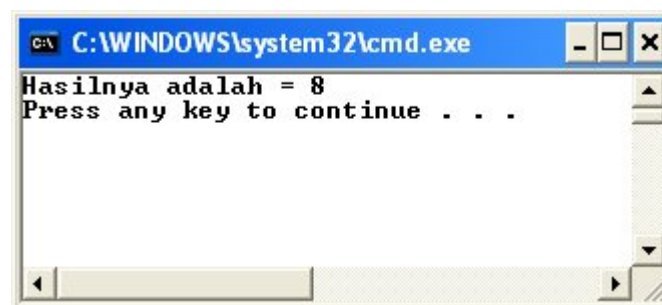 C:\WINDOWS\system32\cmd.exe
Hasilnya adalah = 8
Press any key to continue . . .